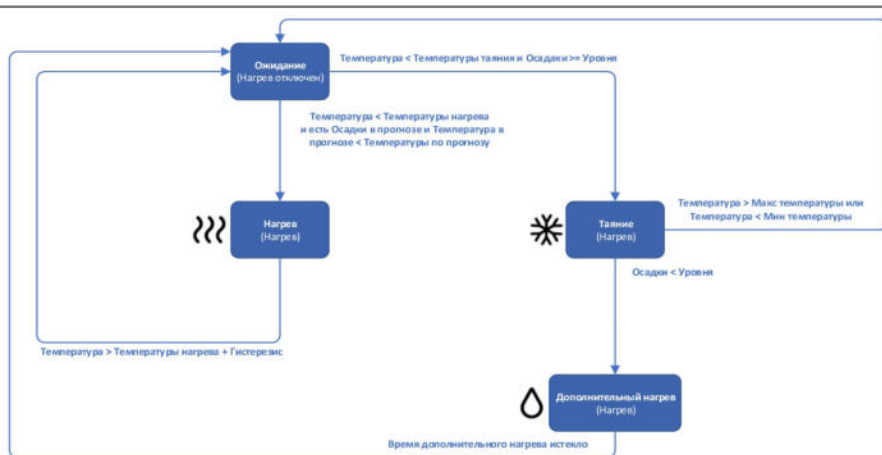 Ожидание
(Нагрев отключен)
Температура < Температуры таяния и Осадаки >= Уровня
Температура < Температуры нагрева
и есть Осадки в прогнозе и Температура в
прогнозе < Температуры по прогнозу
Нагрев
(Нагрев)
Таяние
(Нагрев)
Температура > Макс температуры или
Температура < Мин температуры
Осадки < Уровня
Температура > Температуры нагрева + Гистерезис
Дополнительный нагрев
(Нагрев)
Время дополнительного нагрева истекло